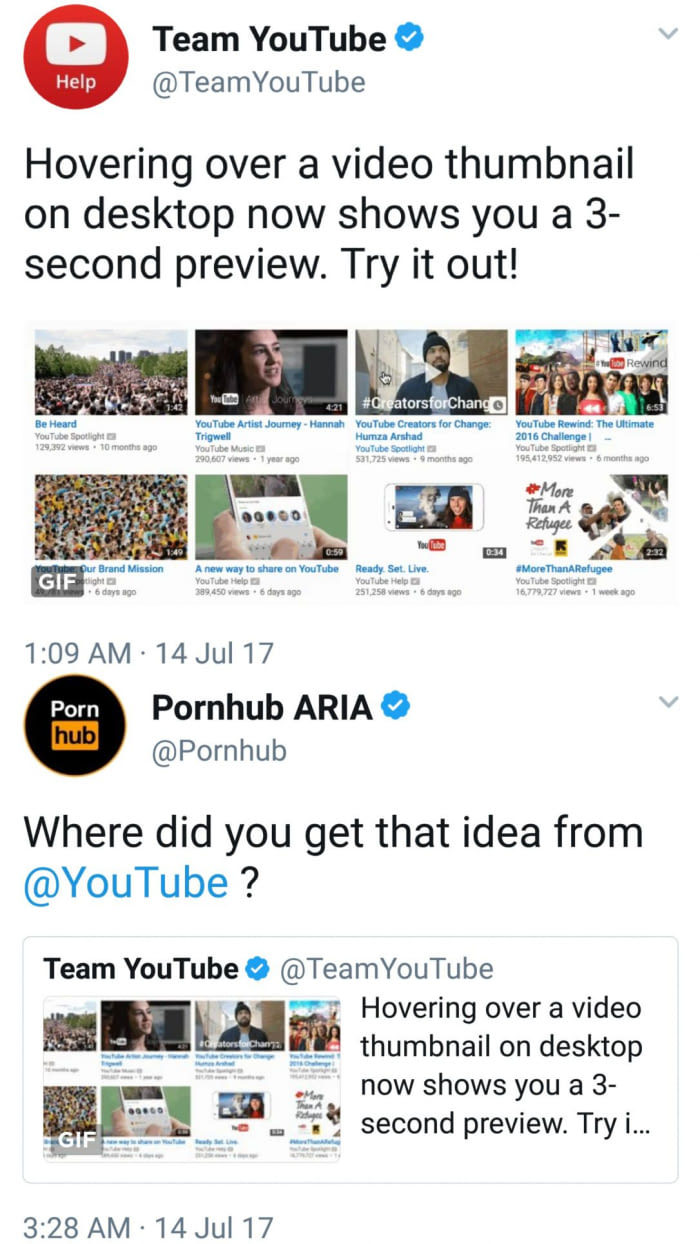 Team YouTube
Help
@TeamYouTube
Hovering over a video thumbnail
on desktop now shows you a 3-
second preview. Try it out!
1:42
YouTube Artist Journeys
4:21
#CreatorsforChang
YouTube Rewind
6:53
Be Heard
YouTube Spotlight
129,392 views • 10 months ago
YouTube Artist Journey - Hannah
Trigwell
YouTube Music
290,607 views • 1 year ago
YouTube Creators for Change:
Humza Arshad
YouTube Spotlight
531,725 views • 9 months ago
YouTube Rewind: The Ultimate
2016 Challenge | ...
YouTube Spotlight
195,412,952 views • 6 months ago
1:49
0:59
YouTube
0:34
#More
Than A
Refugee
2:32
YouTube: Our Brand Mission
GIF
6 days ago
A new way to share on YouTube
YouTube Help
389,450 views • 6 days ago
Ready. Set. Live.
YouTube Help
251,258 views • 6 days ago
#MoreThanARefugee
YouTube Spotlight
16,779,727 views • 1 week ago
1:09 AM · 14 Jul 17
Porn
hub
Pornhub ARIA
@Pornhub
Where did you get that idea from
@YouTube ?
Team YouTube @TeamYouTube
Hovering over a video
thumbnail on desktop
now shows you a 3-
second preview. Try i...
#CreatorsforChang
#More
Than A
Refugee
GIF
3:28 AM · 14 Jul 17